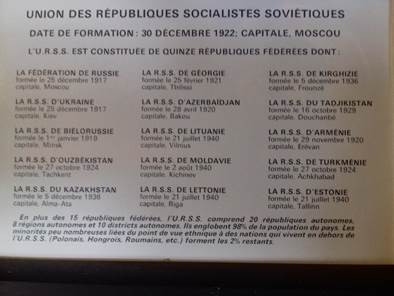 UNION DES RÉPUBLIQUES SOCIALISTES SOVIÉTIQUES
DATE DE FORMATION : 30 DÉCEMBRE 1922; CAPITALE, MOSCOU
L'U.R.S.S. EST CONSTITUÉE DE QUINZE RÉPUBLIQUES FÉDÉRÉES DONT :
LA FÉDÉRATION DE RUSSIE
formée le 25 décembre 1917
capitale, Moscou
LA R.S.S. D'UKRAINE
formée le 25 décembre 1917
capitale, Kiev
LA R.S.S. DE BIÉLORUSSIE
formée le 1er janvier 1919
capitale, Minsk
LA R.S.S. D'OUZBÉKISTAN
formée le 27 octobre 1924
capitale, Tachkent
LA R.S.S. DU KAZAKHSTAN
formée le 5 décembre 1936
capitale, Alma-Ata
LA R.S.S. DE GÉORGIE
formée le 25 février 1921
capitale, Tbilissi
LA R.S.S. D'AZERBAÏDJAN
formée le 28 avril 1920
capitale, Bakou
LA R.S.S. DE LITUANIE
formée le 21 juillet 1940
capitale, Vilnius
LA R.S.S. DE MOLDAVIE
formée le 2 août 1940
capitale, Kichinev
LA R.S.S. DE LETTONIE
formée le 21 juillet 1940
capitale, Riga
LA R.S.S. DE KIRGHIZIE
formée le 5 décembre 1936
capitale, Frounzé
LA R.S.S. DU TADJIKISTAN
formée le 16 octobre 1929
capitale, Douchanbé
LA R.S.S. D'ARMÉNIE
formée le 29 novembre 1920
capitale, Erévan
LA R.S.S. DE TURKMÉNIE
formée le 27 octobre 1924
capitale, Achkhabad
LA R.S.S. D'ESTONIE
formée le 21 juillet 1940
capitale, Tallinn
En plus des 15 républiques fédérées, l'U.R.S.S. comprend 20 républiques autonomes,
8 régions autonomes et 10 districts autonomes. Ils englobent 98% de la population du pays. Les
minorités peu nombreuses liées du point de vue ethnique à des nations qui vivent en dehors de
l'U.R.S.S. (Polonais, Hongrois, Roumains, etc.) forment les 2% restants.